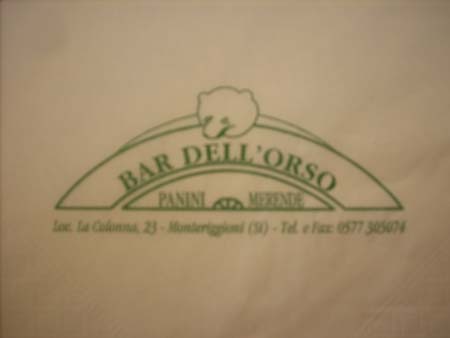 BAR DELL'ORSO
PANINI MERENDE
Loc. La Colonna, 23 - Monteriggioni (SI) - Tel. e Fax 0577 305074